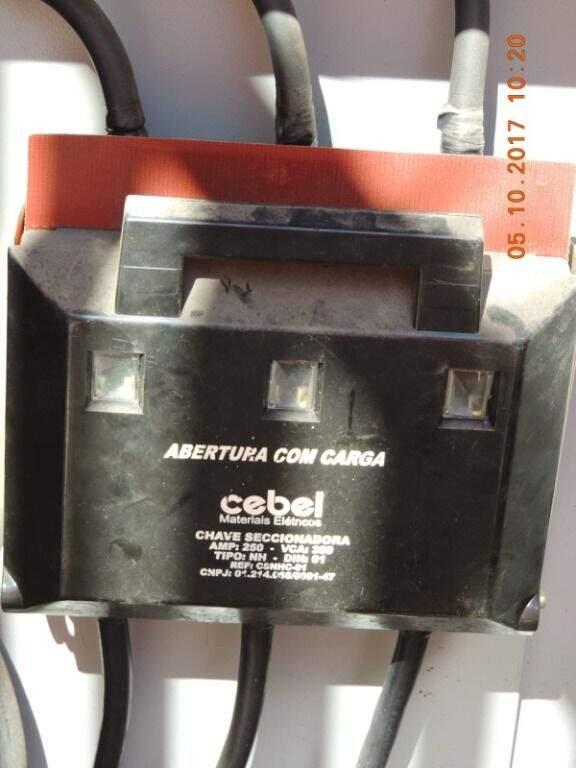 05.10.2017 10:20
ABERTURA COM CARGA
cebel
Materiais Elétricos
CHAVE SECCIONADORA
AMP: 250 - VCA:
TIPO: NH - DIN: 01
REF: CSNHC-01
CNPJ: